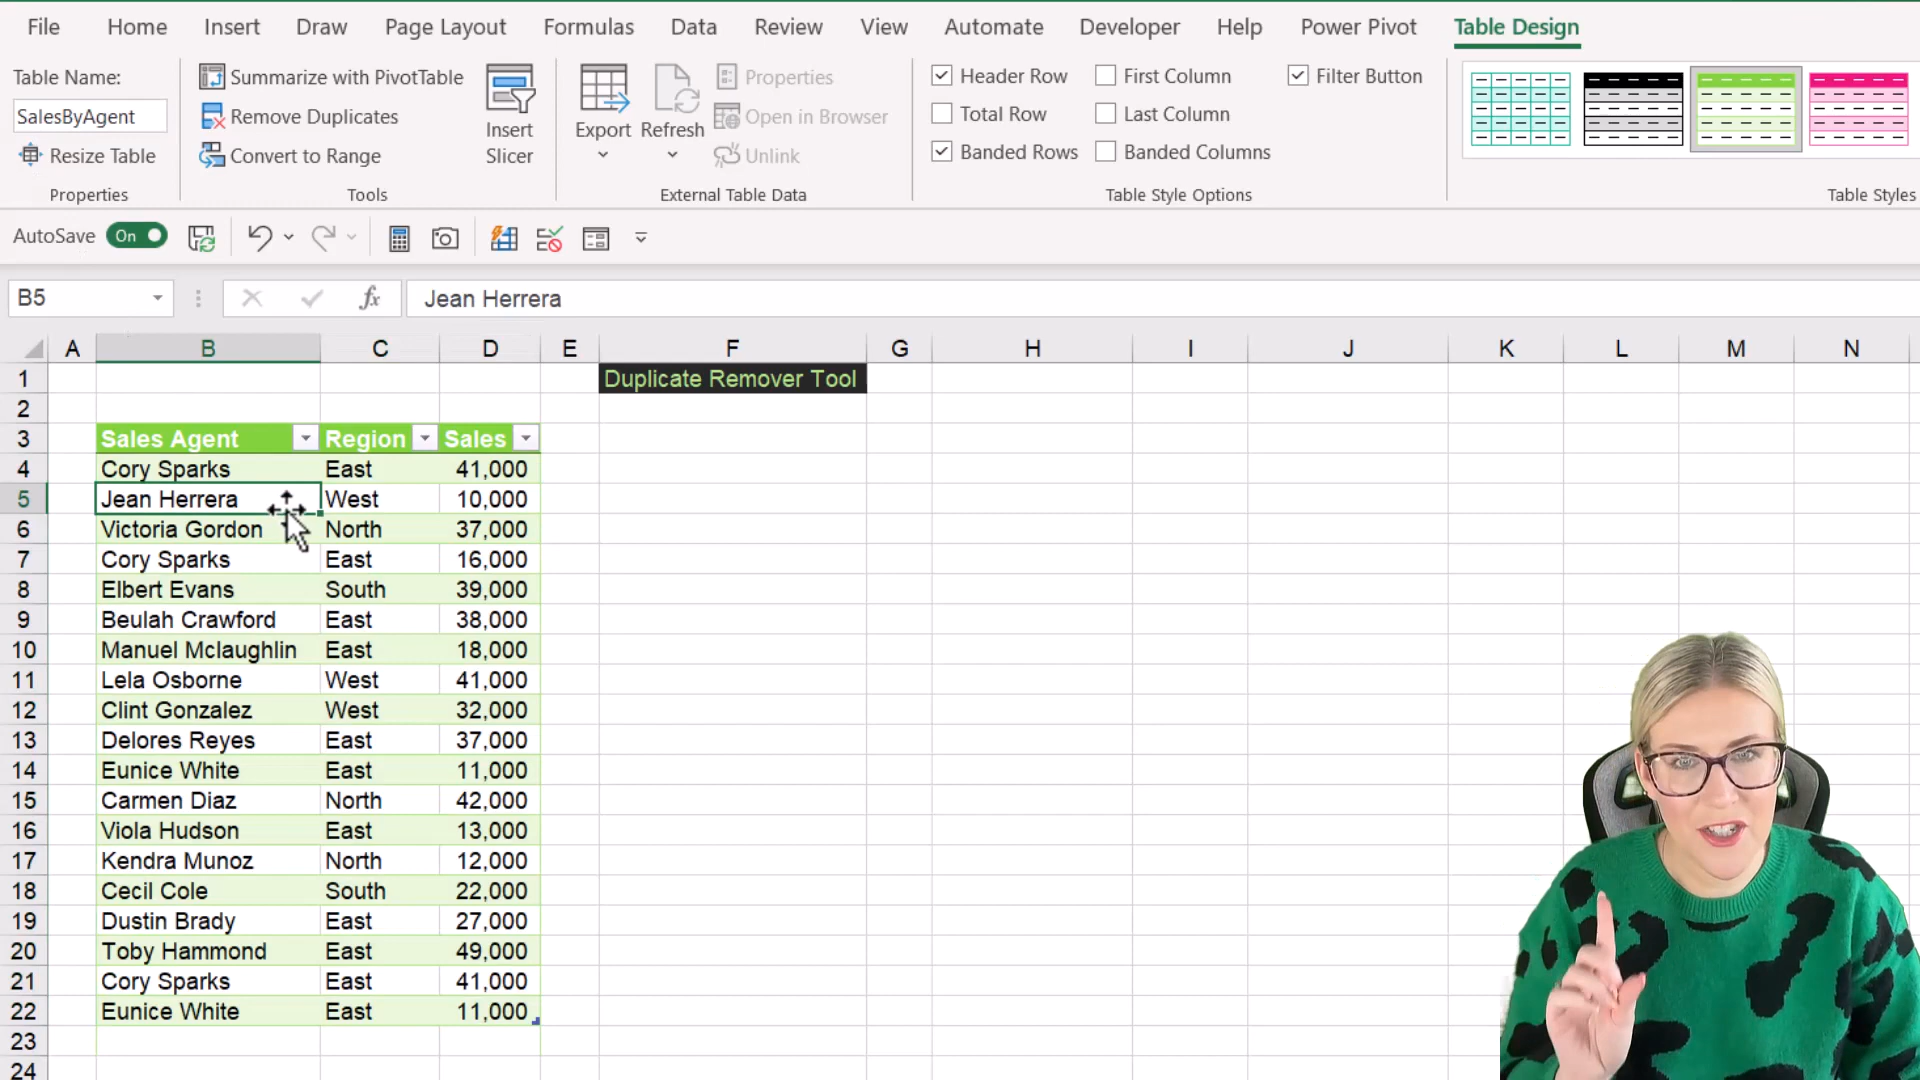 File Home Insert Draw Page Layout Formulas Data Review View Automate Developer Help Power Pivot Table Design
Table Name:
SalesByAgent
Resize Table
Properties
Summarize with PivotTable
Remove Duplicates
Convert to Range
Insert
Slicer
Tools
Export
Refresh
Properties
Open in Browser
Unlink
External Table Data
Header Row
Total Row
Banded Rows
First Column
Last Column
Banded Columns
Filter Button
Table Style Options
Table Styles
AutoSave On
B5 fx Jean Herrera
A B C D E F G H I J K L M N
1 Duplicate Remover Tool
2
3 Sales Agent Region Sales
4 Cory Sparks East 41,000
5 Jean Herrera West 10,000
6 Victoria Gordon North 37,000
7 Cory Sparks East 16,000
8 Elbert Evans South 39,000
9 Beulah Crawford East 38,000
10 Manuel Mclaughlin East 18,000
11 Lela Osborne West 41,000
12 Clint Gonzalez West 32,000
13 Delores Reyes East 37,000
14 Eunice White East 11,000
15 Carmen Diaz North 42,000
16 Viola Hudson East 13,000
17 Kendra Munoz North 12,000
18 Cecil Cole South 22,000
19 Dustin Brady East 27,000
20 Toby Hammond East 49,000
21 Cory Sparks East 41,000
22 Eunice White East 11,000
23
24